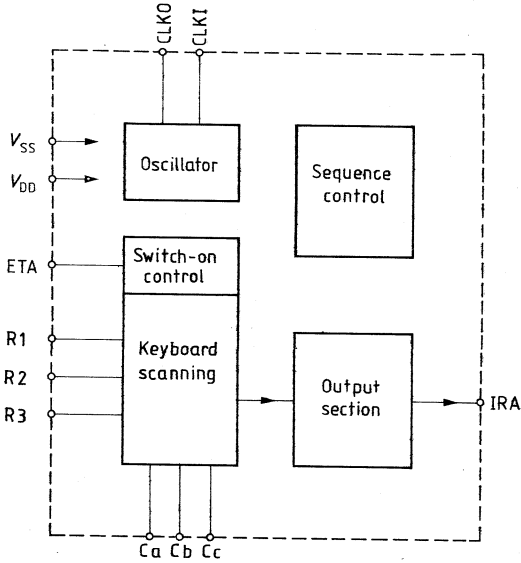 CLKO
CLKI
VSS
VDD
Oscillator
Sequence
control
ETA
Switch-on
control
R1
R2
R3
Keyboard
scanning
Output
section
IRA
Ca
Cb
Cc